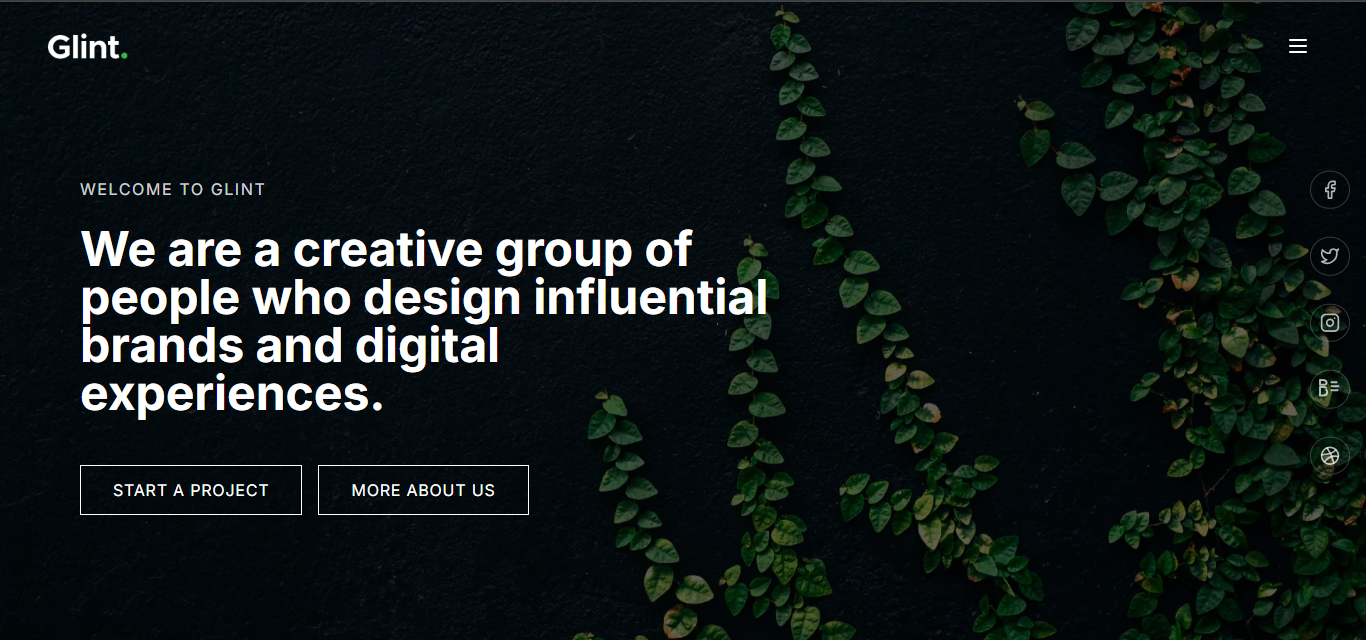 Glint.
WELCOME TO GLINT
We are a creative group of
people who design influential
brands and digital
experiences.
START A PROJECT
MORE ABOUT US